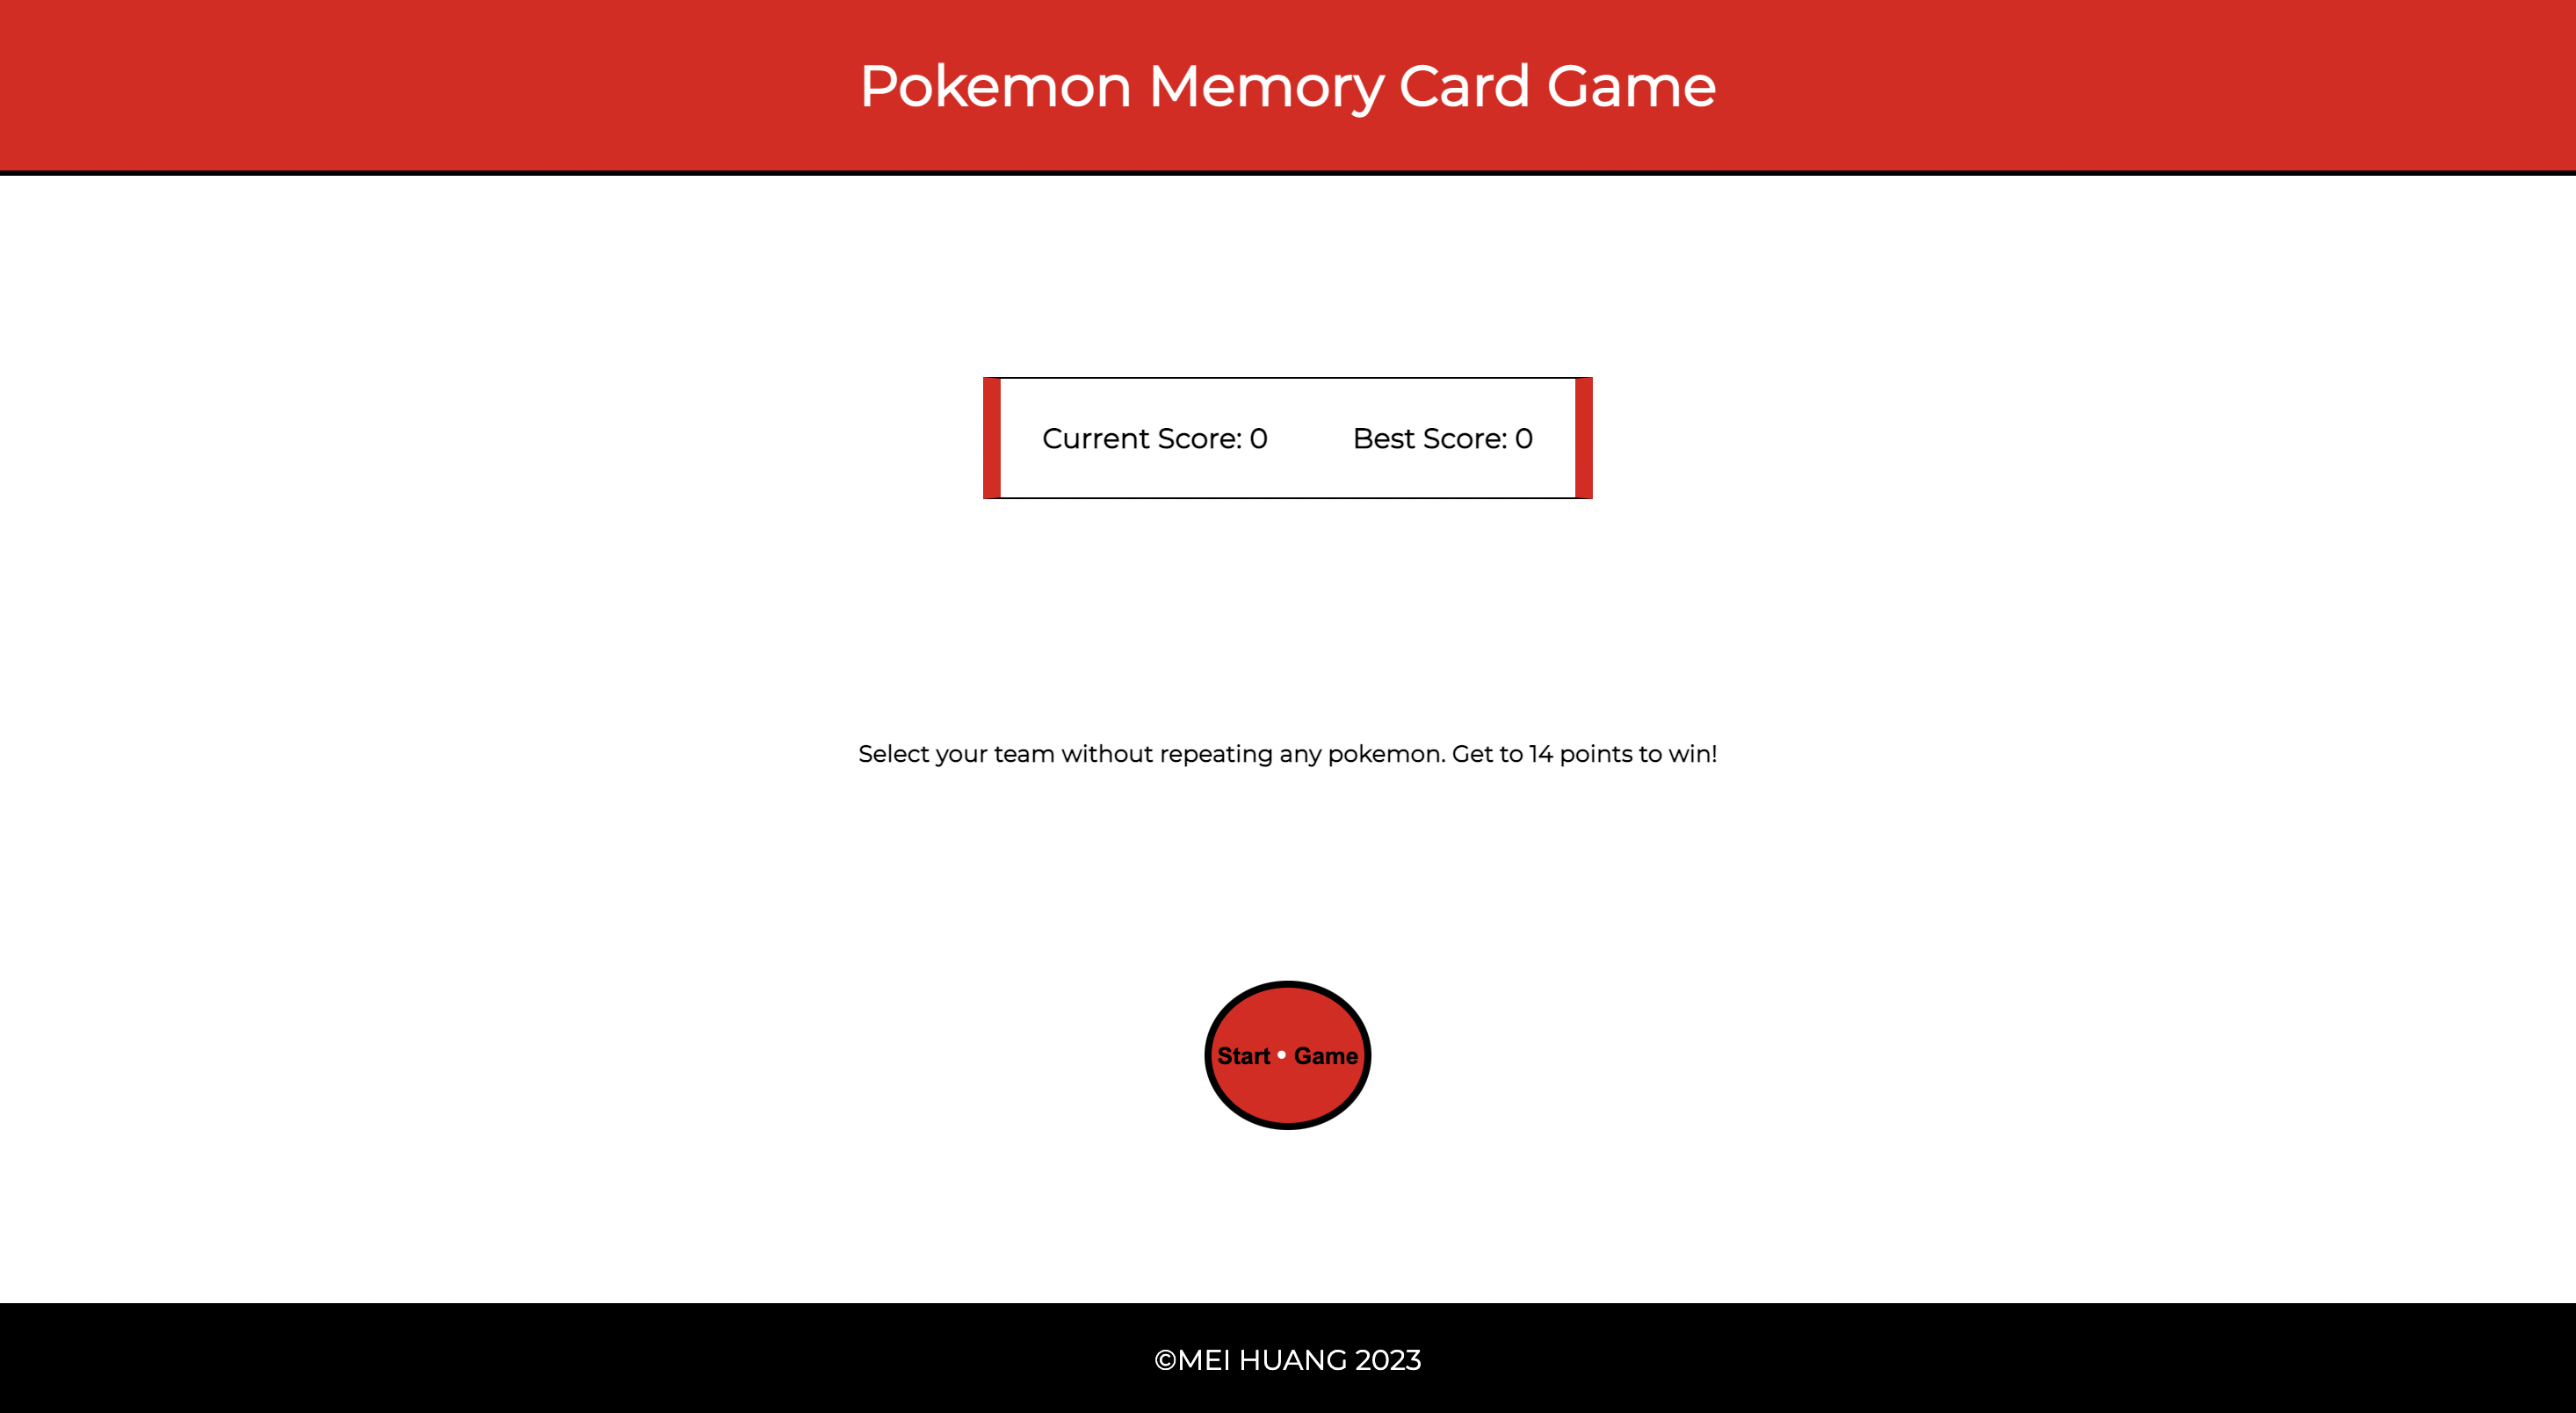 Pokemon Memory Card Game
Current Score: 0 Best Score: 0
Select your team without repeating any pokemon. Get to 14 points to win!
Start • Game
©MEI HUANG 2023